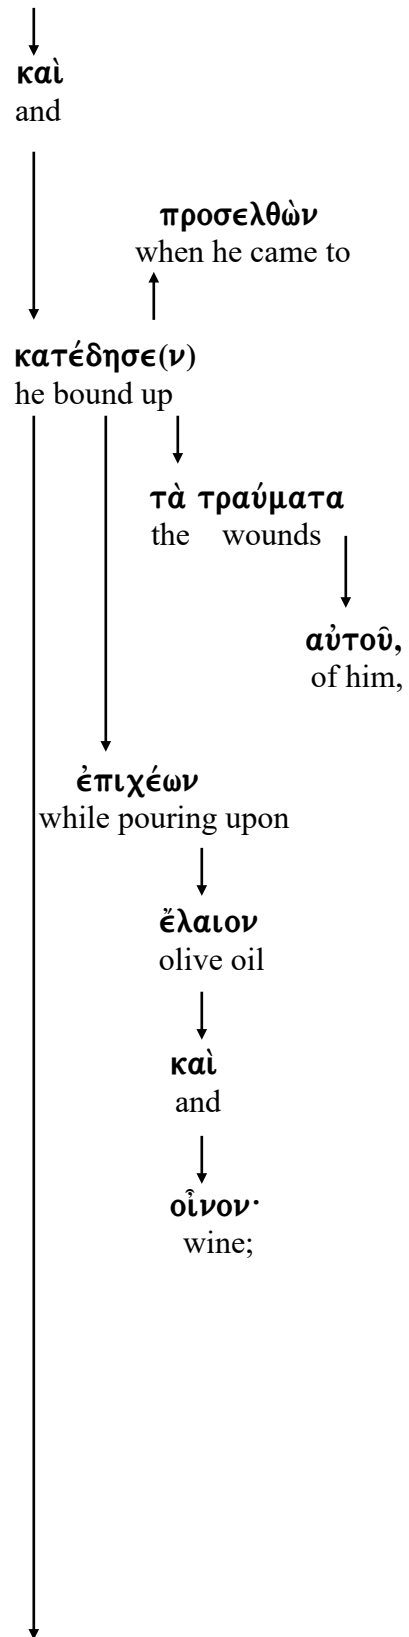 καὶ
and
προσελθὼν
when he came to
κατέδησε(ν)
he bound up
τὰ τραύματα
the wounds
αὐτοῦ,
of him,
ἐπιχέων
while pouring upon
ἔλαιον
olive oil
καὶ
and
οἶνον·
wine;